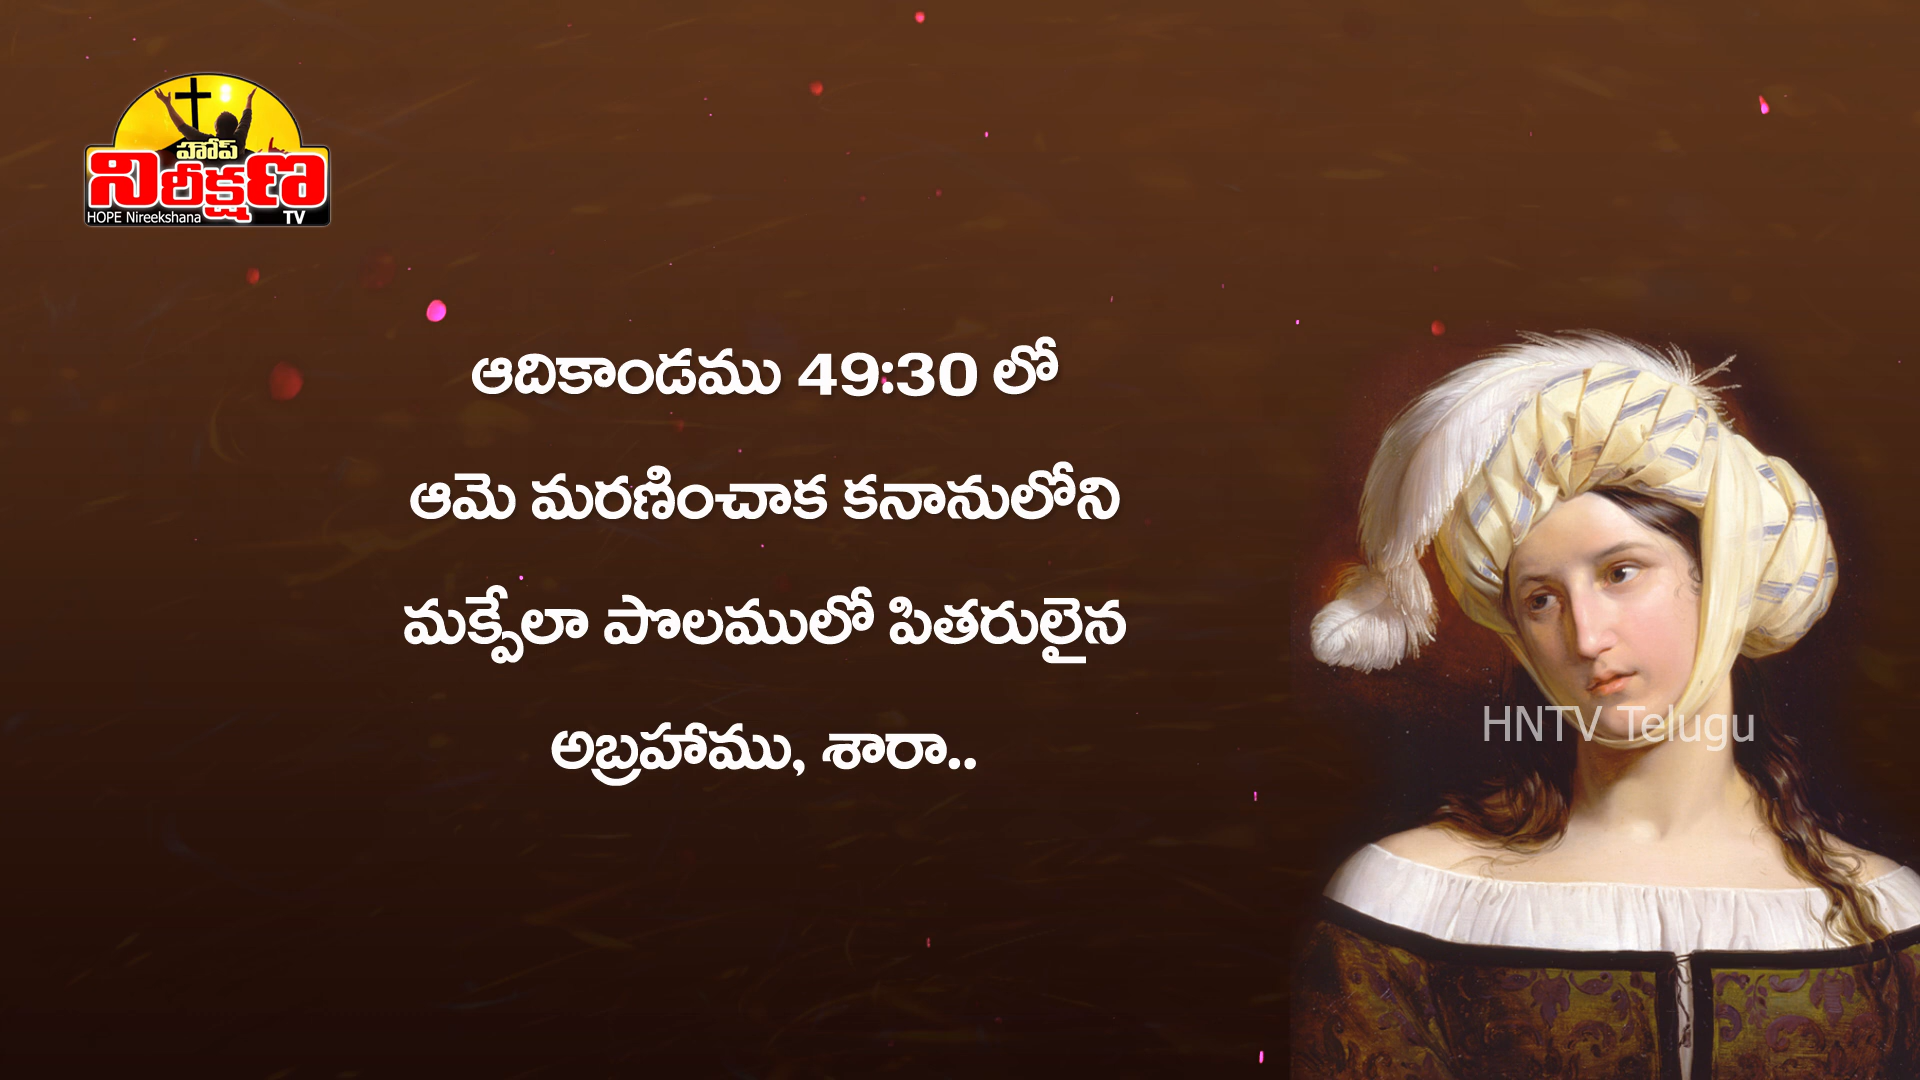 హోప్
నిరీక్షణ
HOPE Nireekshana TV
ఆదికాండము 49:30 లో
ఆమె మరణించాక కనానులోని
మక్పేలా పొలములో పితరులైన
అబ్రహాము, శారా..
HNTV Telugu